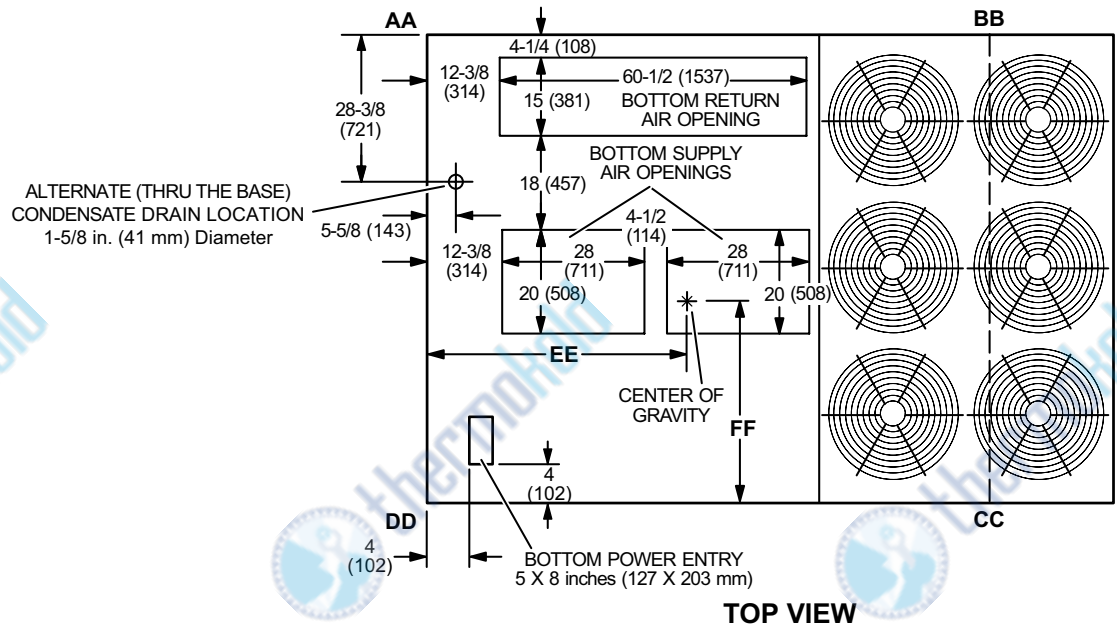 AA
BB
4-1/4 (108)
12-3/8
(314)
60-1/2 (1537)
15 (381)
BOTTOM RETURN
AIR OPENING
28-3/8
(721)
BOTTOM SUPPLY
AIR OPENINGS
18 (457)
ALTERNATE (THRU THE BASE)
CONDENSATE DRAIN LOCATION
1-5/8 in. (41 mm) Diameter
5-5/8 (143)
4-1/2
(114)
12-3/8
(314)
28
(711)
28
(711)
20 (508)
20 (508)
EE
CENTER OF
GRAVITY
FF
4
(102)
DD
CC
4
(102)
BOTTOM POWER ENTRY
5 X 8 inches (127 X 203 mm)
TOP VIEW
thermokold